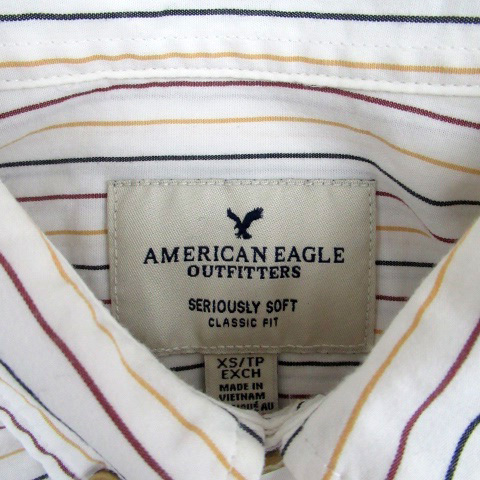 AMERICAN EAGLE
OUTFITTERS
SERIOUSLY SOFT
CLASSIC FIT
XS/TP
EXCH
MADE IN
VIETNAM